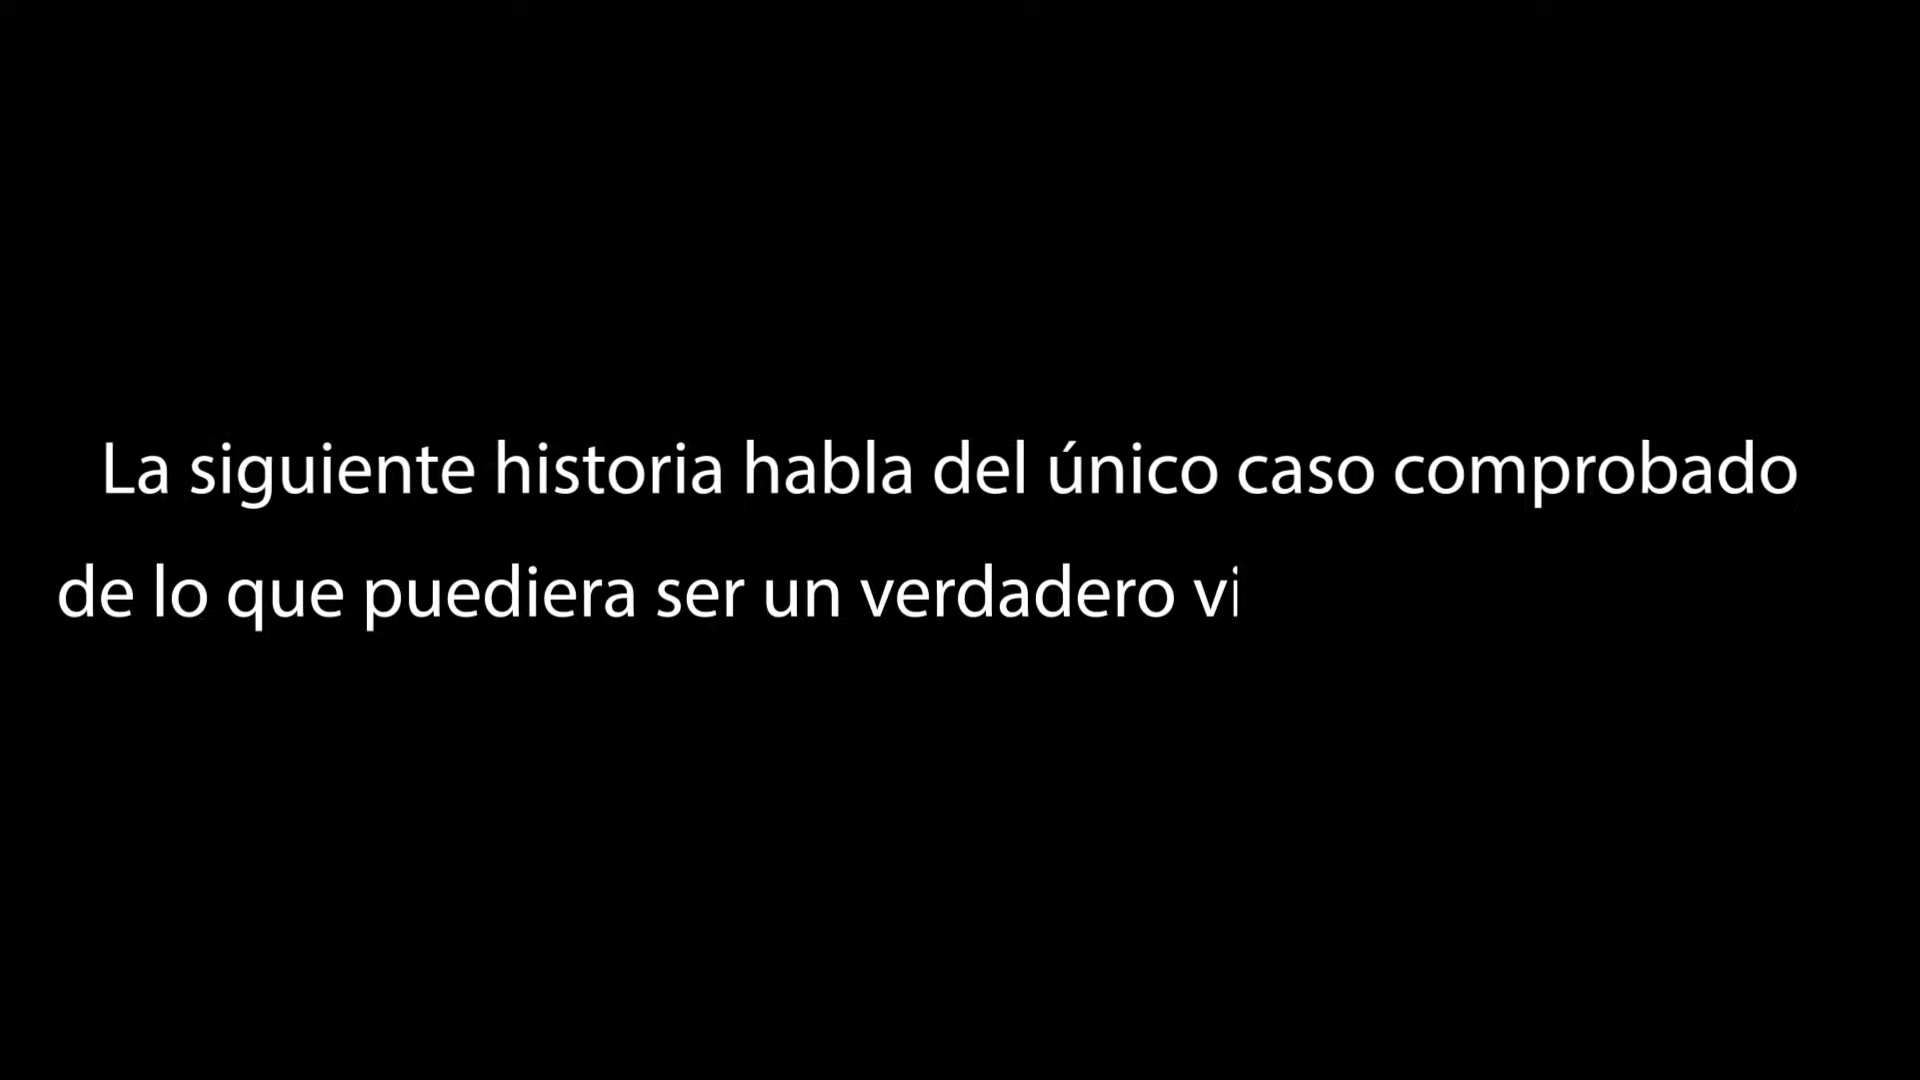 La siguiente historia habla del único caso comprobado
de lo que puediera ser un verdadero vi